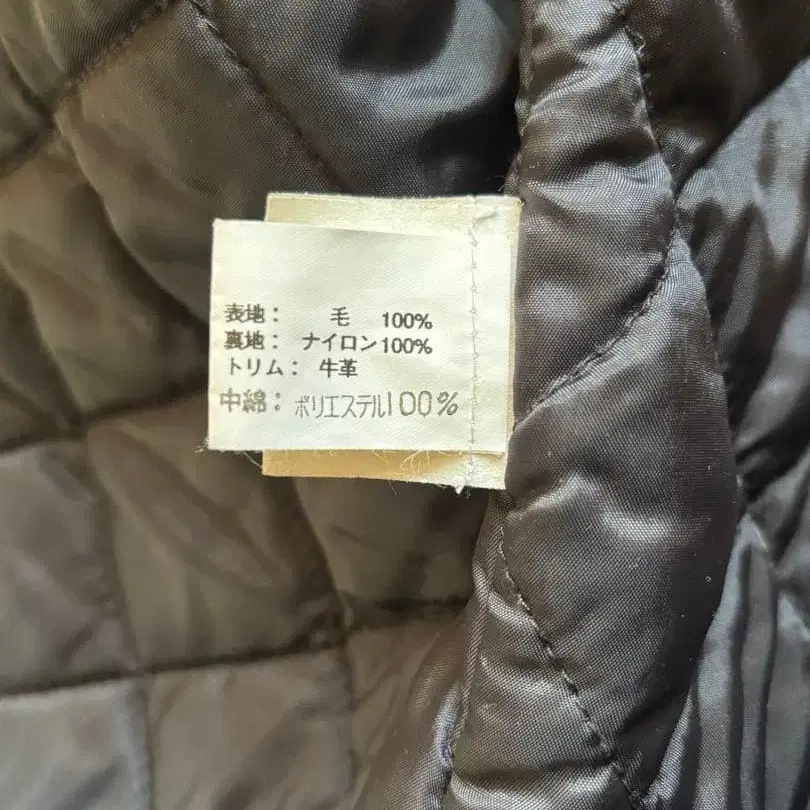 表地： 毛 100%
裏地： ナイロン100%
トリム： 牛革
中綿： ポリエステル100%